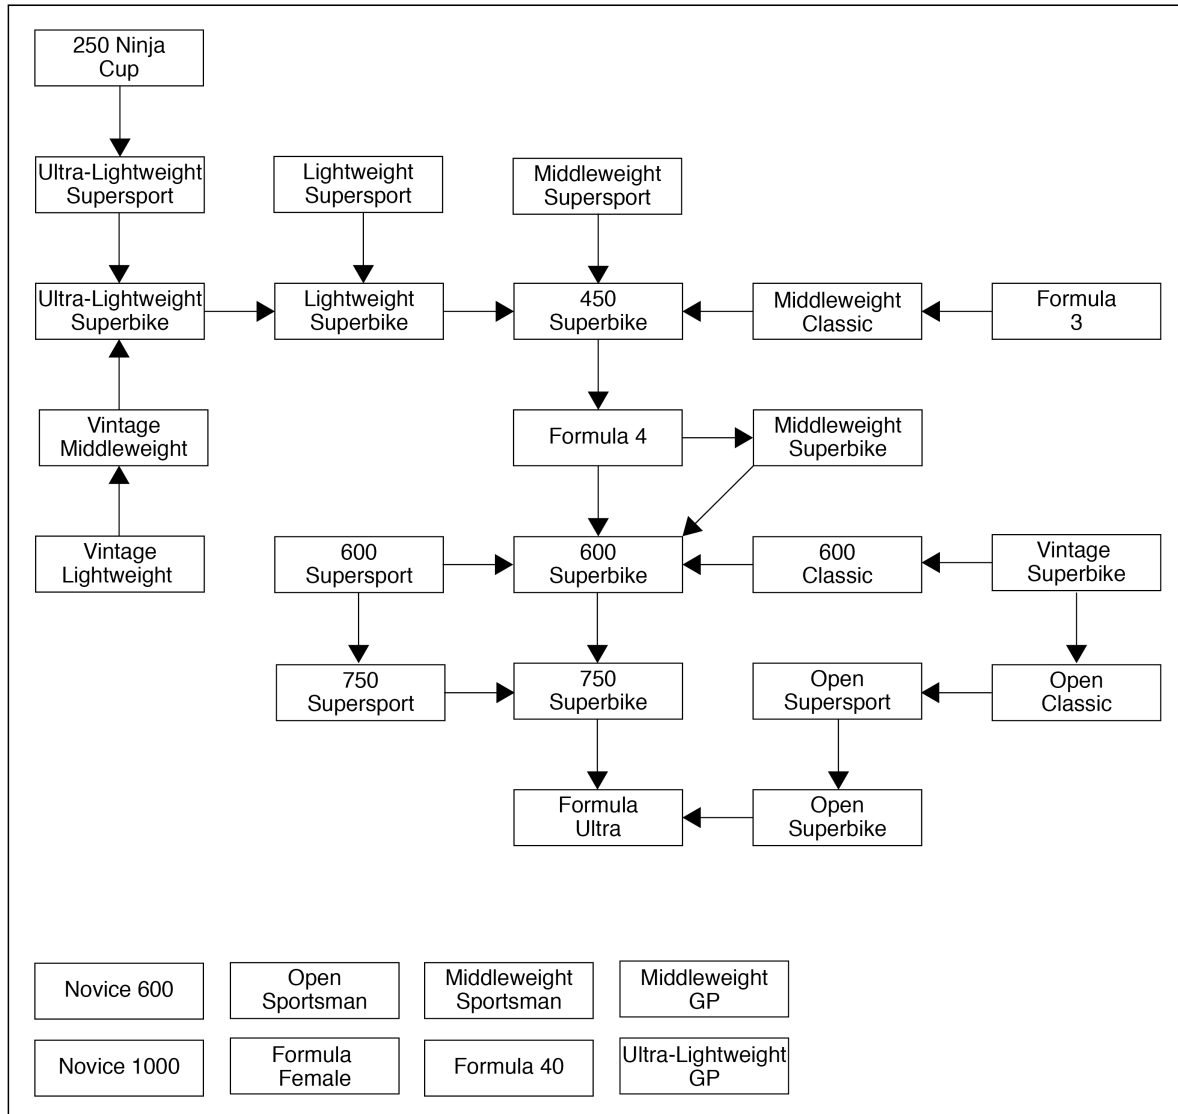 250 Ninja
Cup
Ultra-Lightweight
Supersport
Lightweight
Supersport
Middleweight
Supersport
Ultra-Lightweight
Superbike
Lightweight
Superbike
450
Superbike
Middleweight
Classic
Formula
3
Vintage
Middleweight
Formula 4
Middleweight
Superbike
Vintage
Lightweight
600
Supersport
600
Superbike
600
Classic
Vintage
Superbike
750
Supersport
750
Superbike
Open
Supersport
Open
Classic
Formula
Ultra
Open
Superbike
Novice 600
Open
Sportsman
Middleweight
Sportsman
Middleweight
GP
Novice 1000
Formula
Female
Formula 40
Ultra-Lightweight
GP